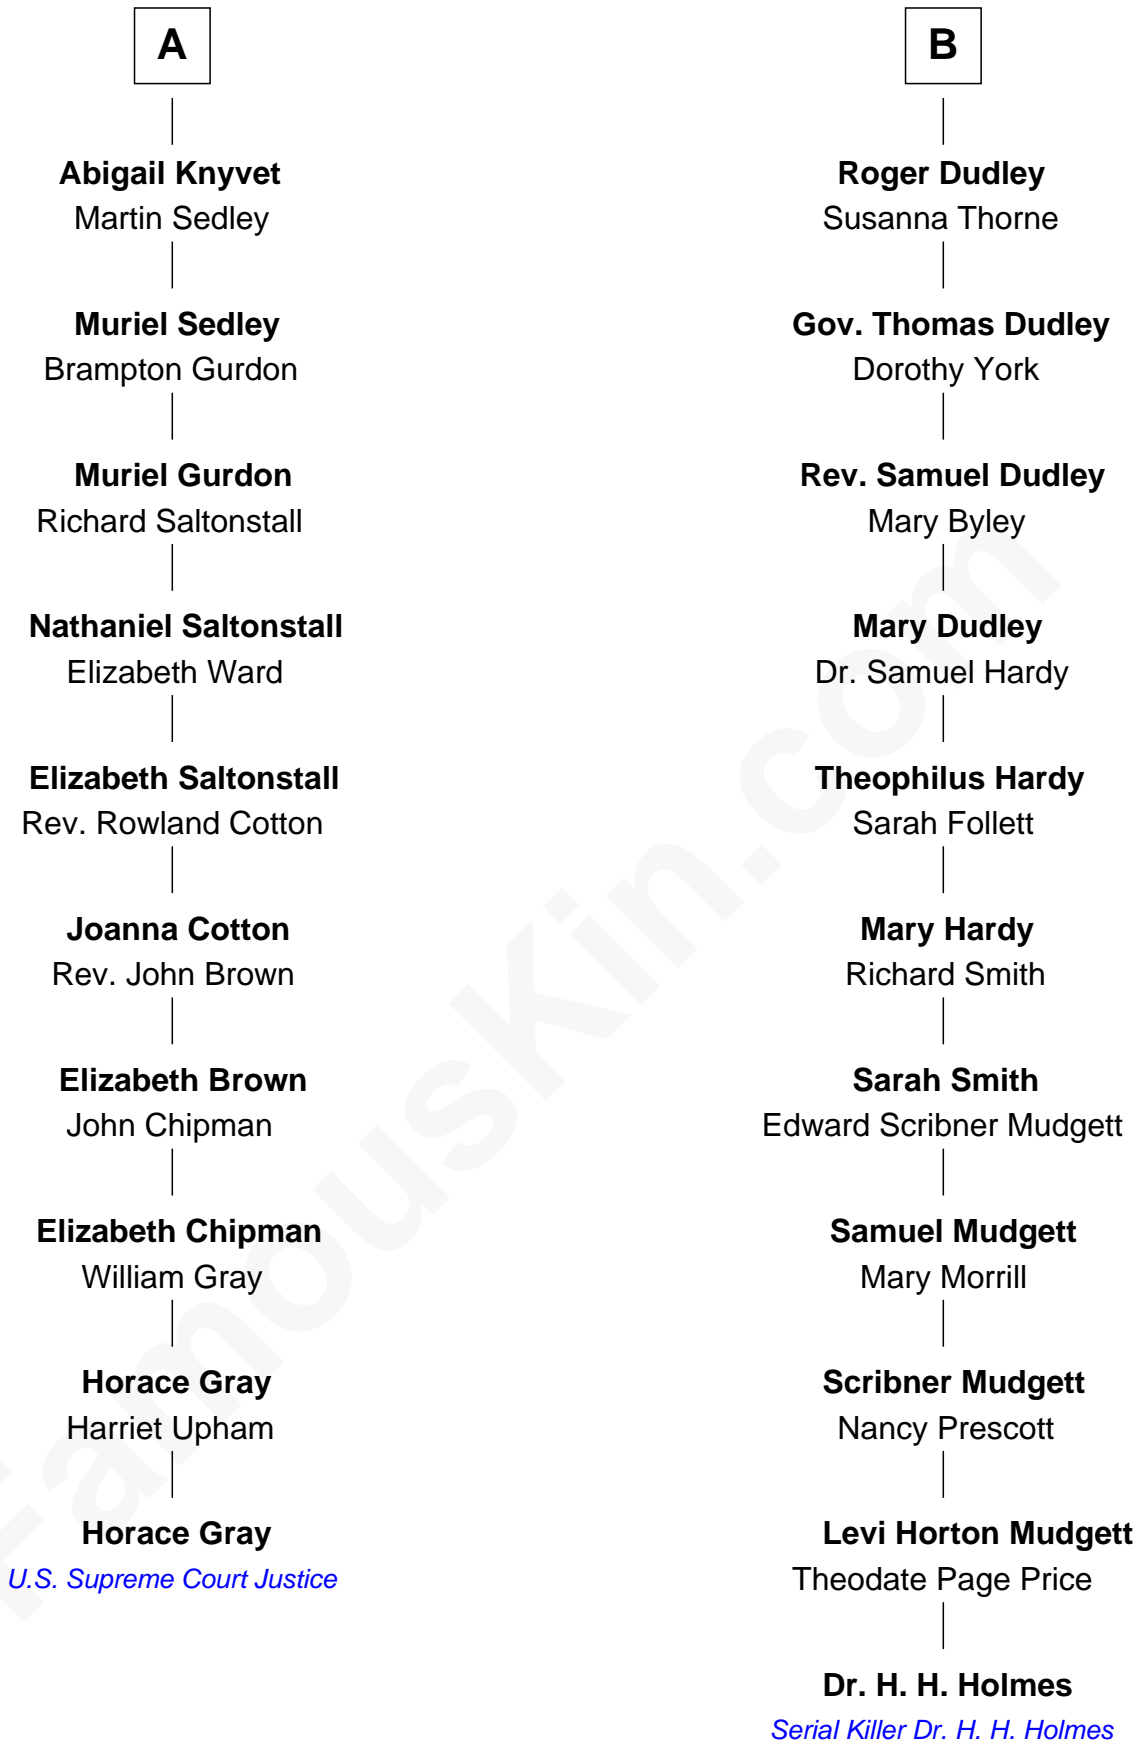 A
Abigail Knyvet
Martin Sedley
Muriel Sedley
Brampton Gurdon
Muriel Gurdon
Richard Saltonstall
Nathaniel Saltonstall
Elizabeth Ward
Elizabeth Saltonstall
Rev. Rowland Cotton
Joanna Cotton
Rev. John Brown
Elizabeth Brown
John Chipman
Elizabeth Chipman
William Gray
Horace Gray
Harriet Upham
Horace Gray
U.S. Supreme Court Justice
B
Roger Dudley
Susanna Thorne
Gov. Thomas Dudley
Dorothy York
Rev. Samuel Dudley
Mary Byley
Mary Dudley
Dr. Samuel Hardy
Theophilus Hardy
Sarah Follett
Mary Hardy
Richard Smith
Sarah Smith
Edward Scribner Mudgett
Samuel Mudgett
Mary Morrill
Scribner Mudgett
Nancy Prescott
Levi Horton Mudgett
Theodate Page Price
Dr. H. H. Holmes
Serial Killer Dr. H. H. Holmes
FamousKin.com